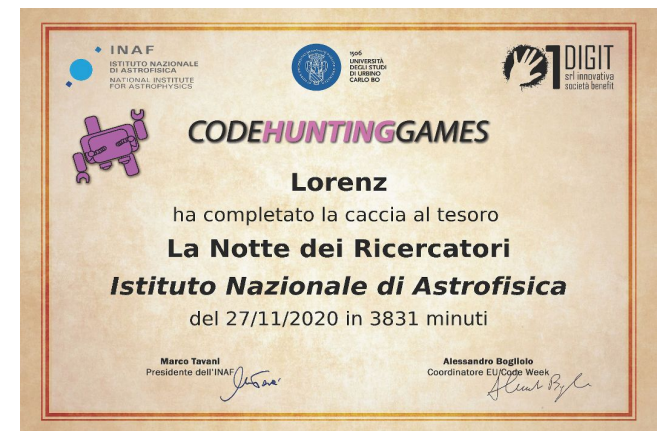 INAF
ISTITUTO NAZIONALE
DI ASTROFISICA
NATIONAL INSTITUTE
FOR ASTROPHYSICS
1506
UNIVERSITÀ
DEGLI STUDI
DI URBINO
CARLO BO
1DIGIT
srl innovativa
società benefit
CODEHUNTINGGAMES
Lorenz
ha completato la caccia al tesoro
La Notte dei Ricercatori
Istituto Nazionale di Astrofisica
del 27/11/2020 in 3831 minuti
Marco Tavani
Presidente dell'INAF
Alessandro Bogliolo
Coordinatore EU/Code Week